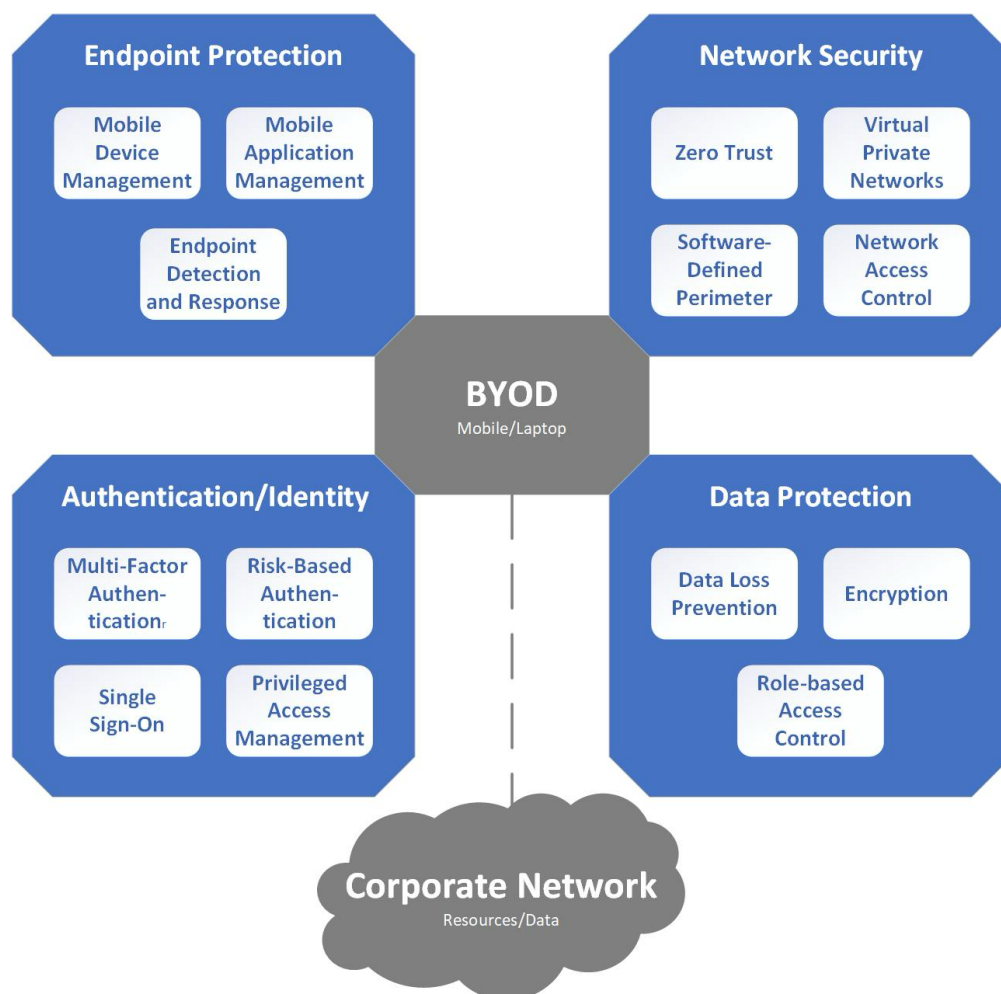 Endpoint Protection
Mobile
Device
Management
Mobile
Application
Management
Endpoint
Detection
and Response
Network Security
Zero Trust
Virtual
Private
Networks
Software-
Defined
Perimeter
Network
Access
Control
BYOD
Mobile/Laptop
Authentication/Identity
Multi-Factor
Authen-
ticationr
Risk-Based
Authen-
tication
Single
Sign-On
Privileged
Access
Management
Data Protection
Data Loss
Prevention
Encryption
Role-based
Access
Control
Corporate Network
Resources/Data